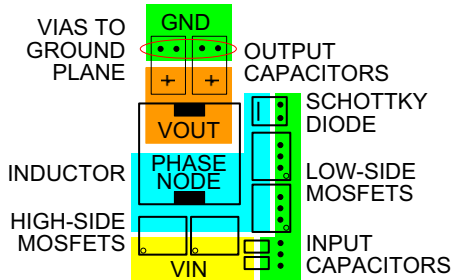 VIAS TO
GROUND
PLANE
GND
OUTPUT
CAPACITORS
+ +
SCHOTTKY
DIODE
VOUT
INDUCTOR
PHASE
NODE
LOW-SIDE
MOSFETS
HIGH-SIDE
MOSFETS
VIN
INPUT
CAPACITORS